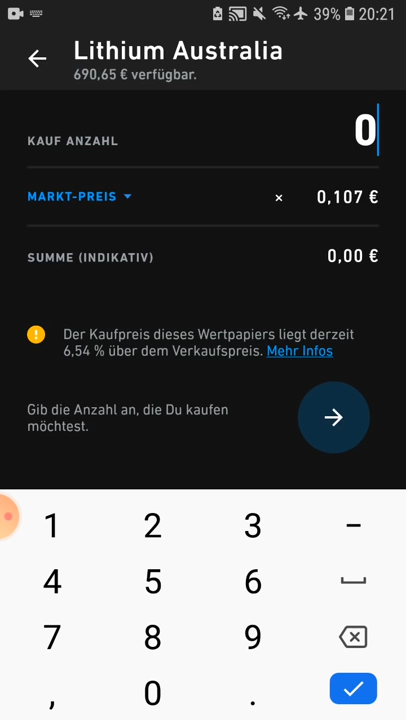 39% 20:21
Lithium Australia
690,65 € verfügbar.
KAUF ANZAHL 0
MARKT-PREIS × 0,107 €
SUMME (INDIKATIV) 0,00 €
Der Kaufpreis dieses Wertpapiers liegt derzeit
6,54 % über dem Verkaufspreis. Mehr Infos
Gib die Anzahl an, die Du kaufen
möchtest.
1 2 3 -
4 5 6
7 8 9
, 0 .